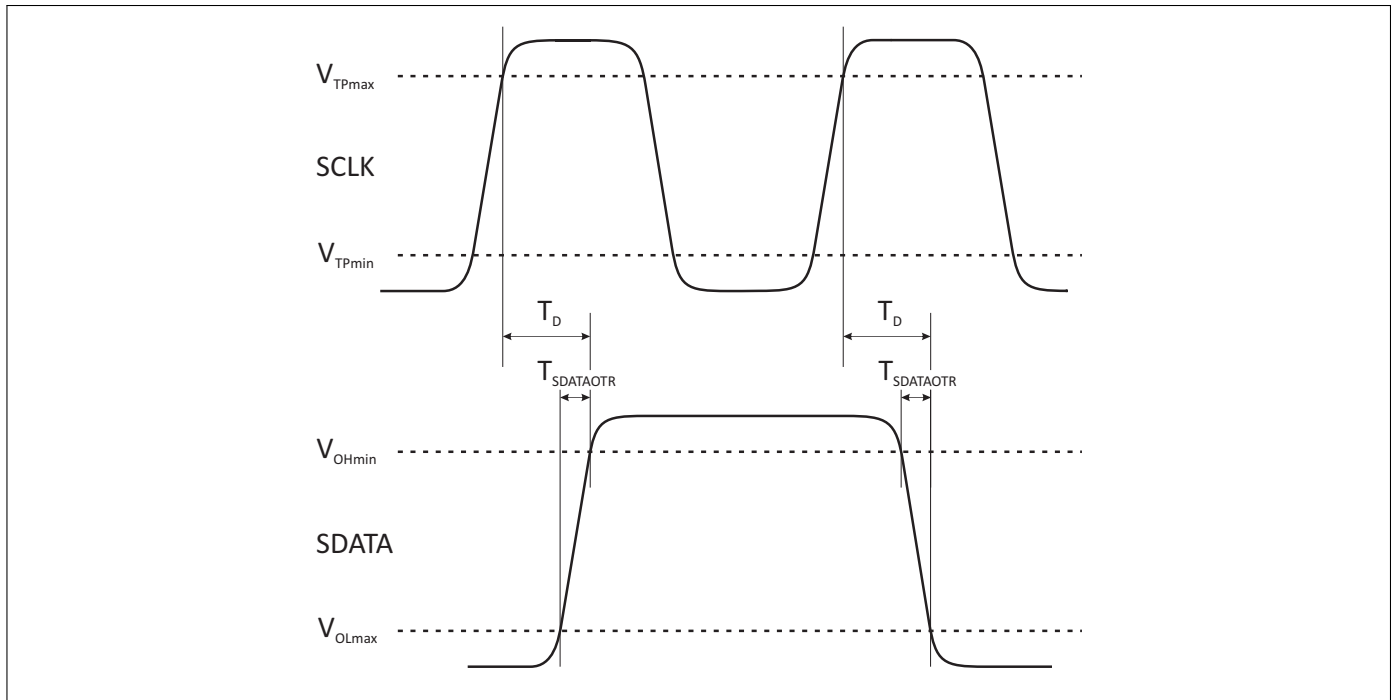 V_TPmax
SCLK
V_TPmin
T_D T_D
T_SDATAOTR T_SDATAOTR
V_OHmin
SDATA
V_OLmax